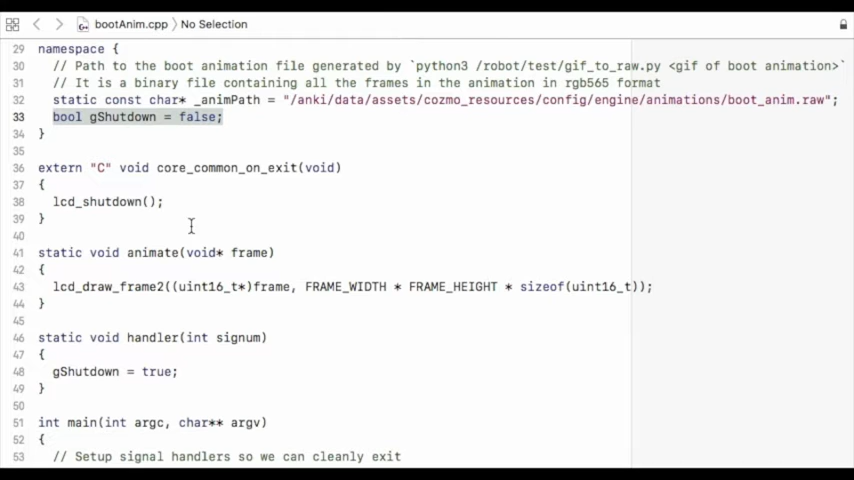 bootAnim.cpp No Selection
29 namespace {
30 // Path to the boot animation file generated by `python3 /robot/test/gif_to_raw.py <gif of boot animation>`
31 // It is a binary file containing all the frames in the animation in rgb565 format
32 static const char* _animPath = "/anki/data/assets/cozmo_resources/config/engine/animations/boot_anim.raw";
33 bool gShutdown = false;
34 }
35
36 extern "C" void core_common_on_exit(void)
37 {
38 lcd_shutdown();
39 }
40
41 static void animate(void* frame)
42 {
43 lcd_draw_frame2((uint16_t*)frame, FRAME_WIDTH * FRAME_HEIGHT * sizeof(uint16_t));
44 }
45
46 static void handler(int signum)
47 {
48 gShutdown = true;
49 }
50
51 int main(int argc, char** argv)
52 {
53 // Setup signal handlers so we can cleanly exit